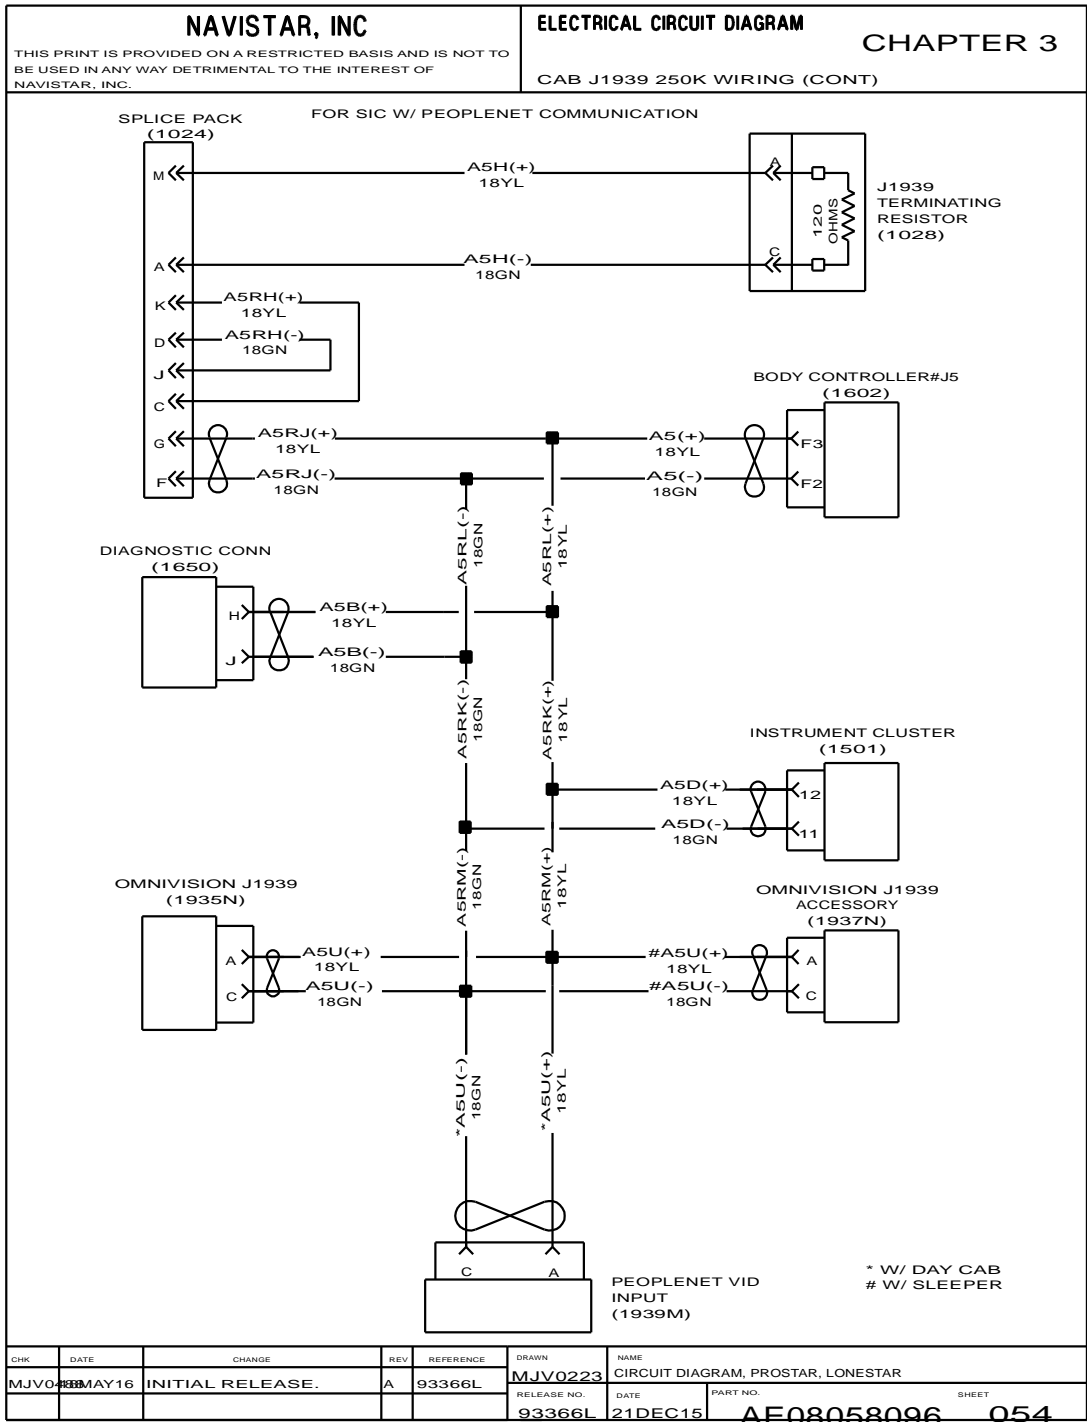 NAVISTAR, INC
THIS PRINT IS PROVIDED ON A RESTRICTED BASIS AND IS NOT TO
BE USED IN ANY WAY DETRIMENTAL TO THE INTEREST OF
NAVISTAR, INC.
ELECTRICAL CIRCUIT DIAGRAM
CHAPTER 3
CAB J1939 250K WIRING (CONT)
FOR SIC W/ PEOPLENET COMMUNICATION
SPLICE PACK
(1024)
M
A5H(+)
18YL
A
A
A5H(-)
18GN
C
120
OHMS
J1939
TERMINATING
RESISTOR
(1028)
K
A5RH(+)
18YL
D
A5RH(-)
18GN
J
C
BODY CONTROLLER#J5
(1602)
G
A5RJ(+)
18YL
A5(+)
18YL
F3
F
A5RJ(-)
18GN
A5(-)
18GN
F2
A5RL(-)
18GN
A5RL(+)
18YL
DIAGNOSTIC CONN
(1650)
H
A5B(+)
18YL
J
A5B(-)
18GN
A5RK(-)
18GN
A5RK(+)
18YL
INSTRUMENT CLUSTER
(1501)
A5D(+)
18YL
12
A5D(-)
18GN
11
A5RM(-)
18GN
A5RM(+)
18YL
OMNIVISION J1939
(1935N)
OMNIVISION J1939
ACCESSORY
(1937N)
A
A5U(+)
18YL
#A5U(+)
18YL
A
C
A5U(-)
18GN
#A5U(-)
18GN
C
*A5U(-)
18GN
*A5U(+)
18YL
C
A
PEOPLENET VID
INPUT
(1939M)
* W/ DAY CAB
# W/ SLEEPER
CHK DATE CHANGE REV REFERENCE
INITIAL RELEASE. A 93366L
DRAWN
MJV0223
NAME
CIRCUIT DIAGRAM, PROSTAR, LONESTAR
RELEASE NO.
93366L
DATE
21DEC15
PART NO.
AF08058096
SHEET
054